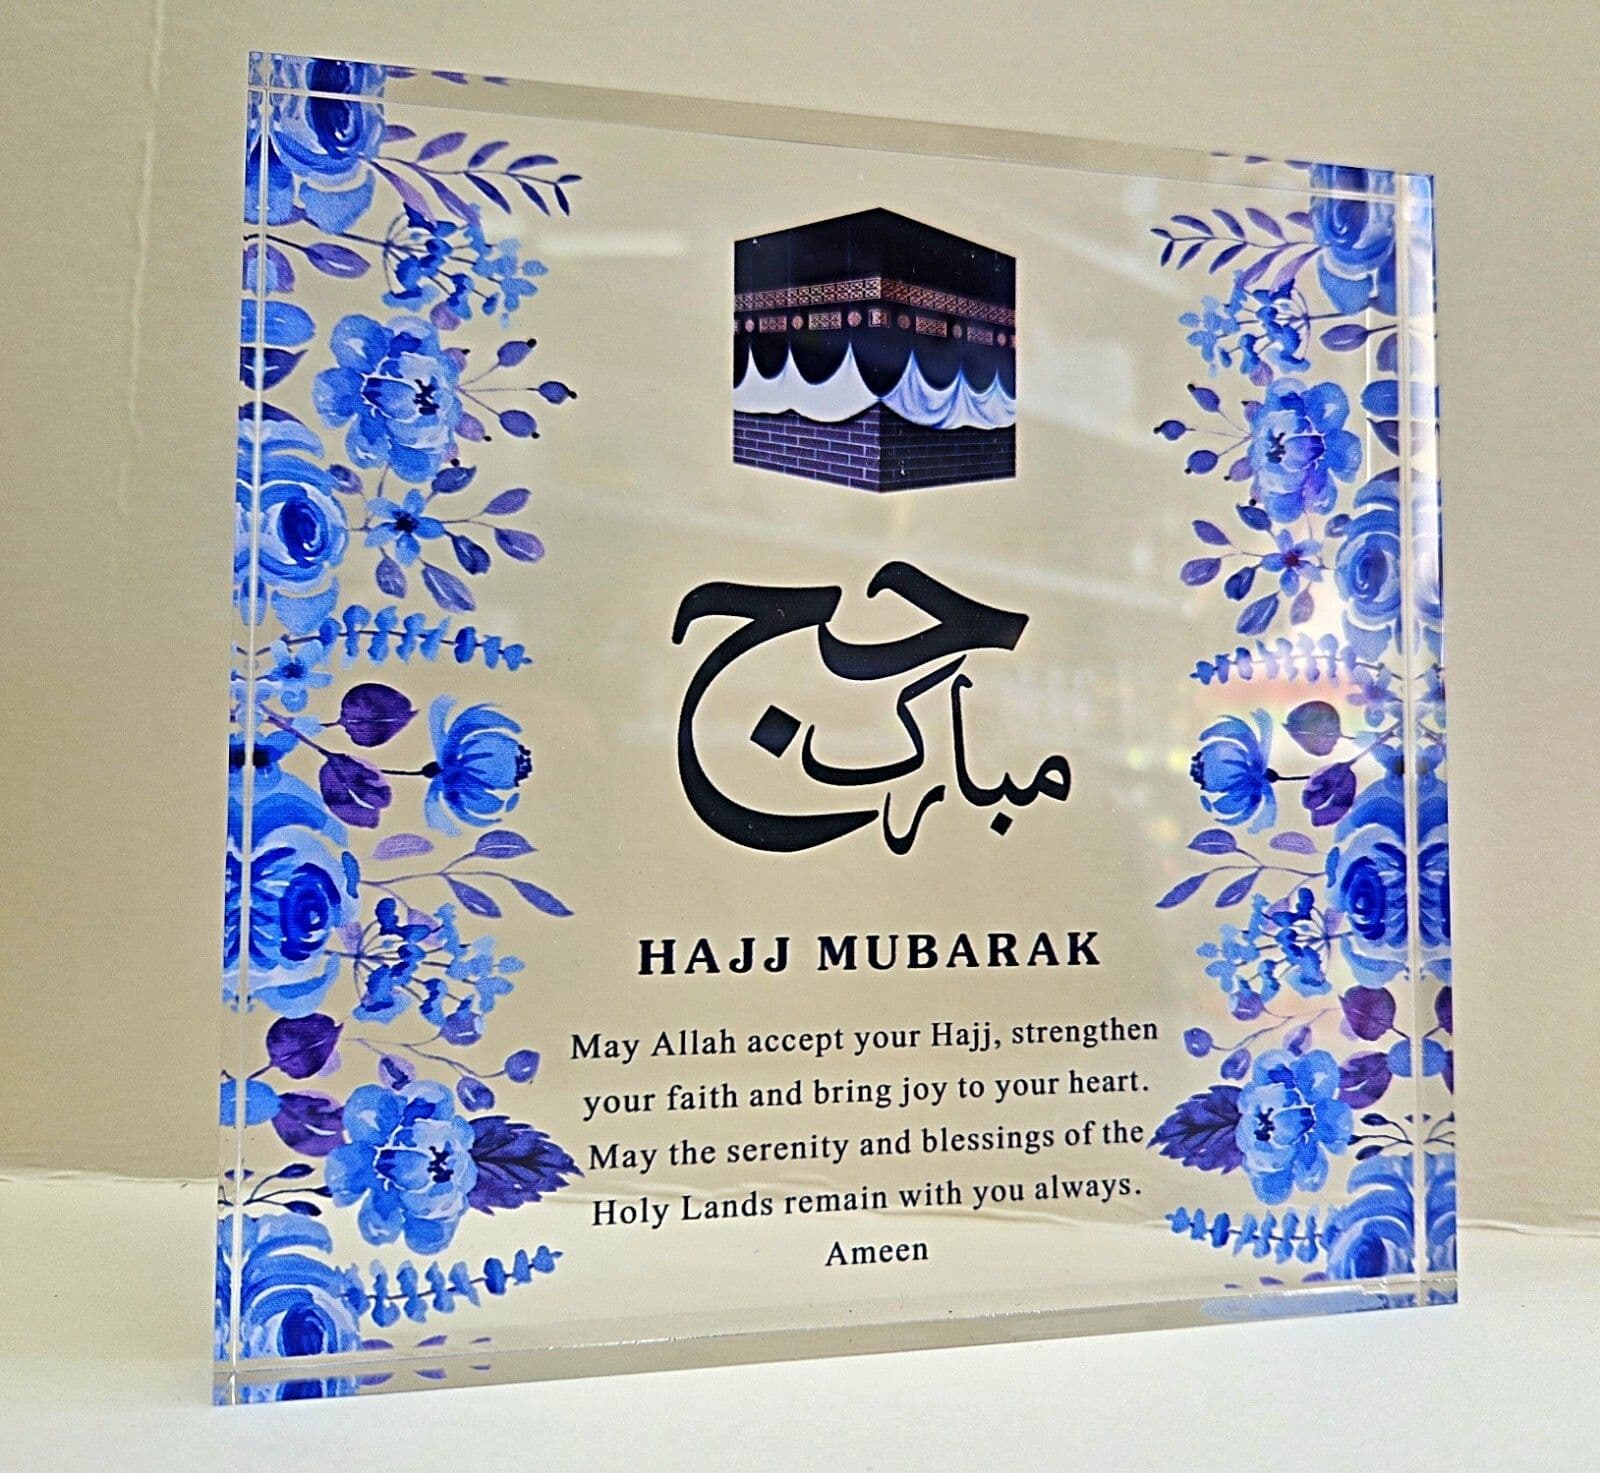 حج
مبارك
HAJJ MUBARAK
May Allah accept your Hajj, strengthen
your faith and bring joy to your heart.
May the serenity and blessings of the
Holy Lands remain with you always.
Ameen